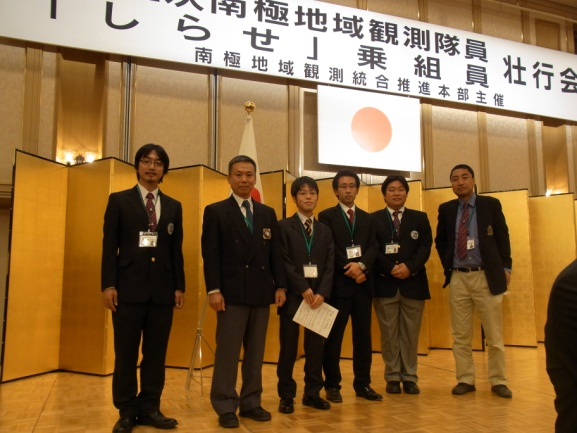 次南極地域観測隊員
「しらせ」乗組員 壮行会
南極地域観測統合推進本部主催